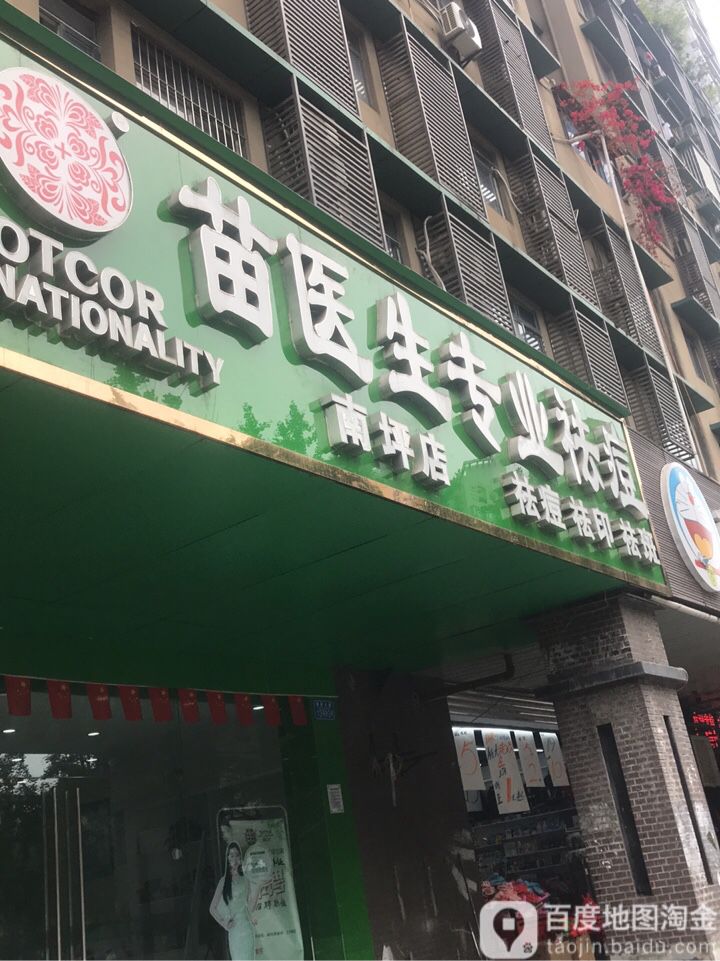 OTCOR
NATIONALITY
苗医生专业祛痘
南坪店
祛痘 祛印 祛斑
百度地图淘金
taojin.baidu.com